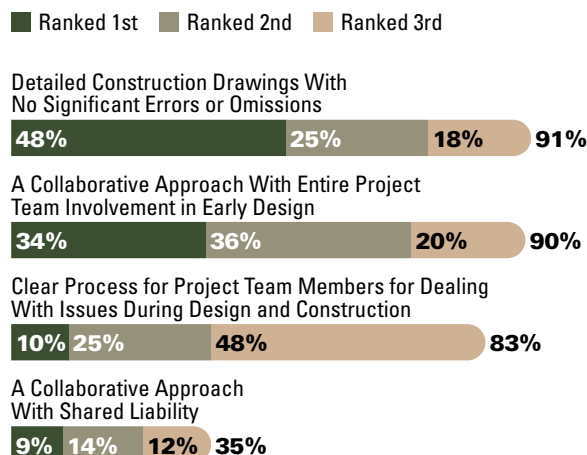 Ranked 1st Ranked 2nd Ranked 3rd
Detailed Construction Drawings With
No Significant Errors or Omissions
48% 25% 18% 91%
A Collaborative Approach With Entire Project
Team Involvement in Early Design
34% 36% 20% 90%
Clear Process for Project Team Members for Dealing
With Issues During Design and Construction
10% 25% 48% 83%
A Collaborative Approach
With Shared Liability
9% 14% 12% 35%